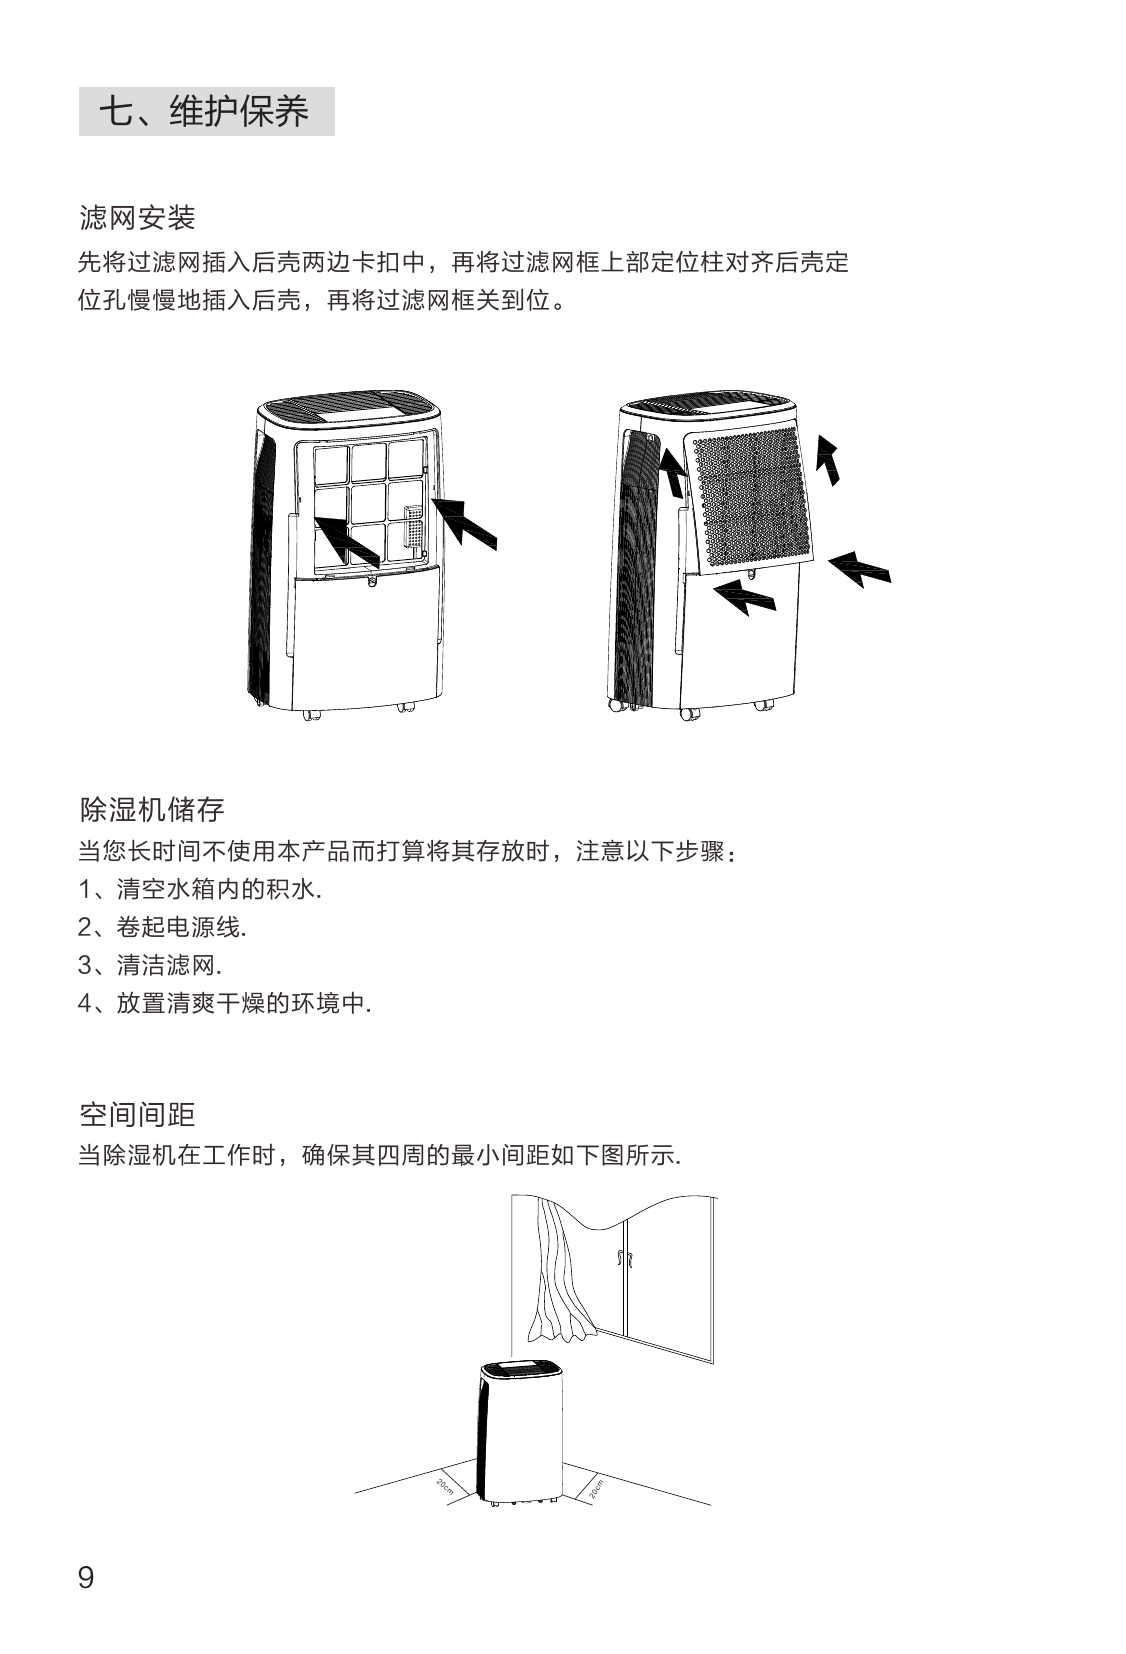 七、维护保养
滤网安装
先将过滤网插入后壳两边卡扣中，再将过滤网框上部定位柱对齐后壳定
位孔慢慢地插入后壳，再将过滤网框关到位。
除湿机储存
当您长时间不使用本产品而打算将其存放时，注意以下步骤：
1、清空水箱内的积水.
2、卷起电源线.
3、清洁滤网.
4、放置清爽干燥的环境中.
空间间距
当除湿机在工作时，确保其四周的最小间距如下图所示.
20cm
20cm
9